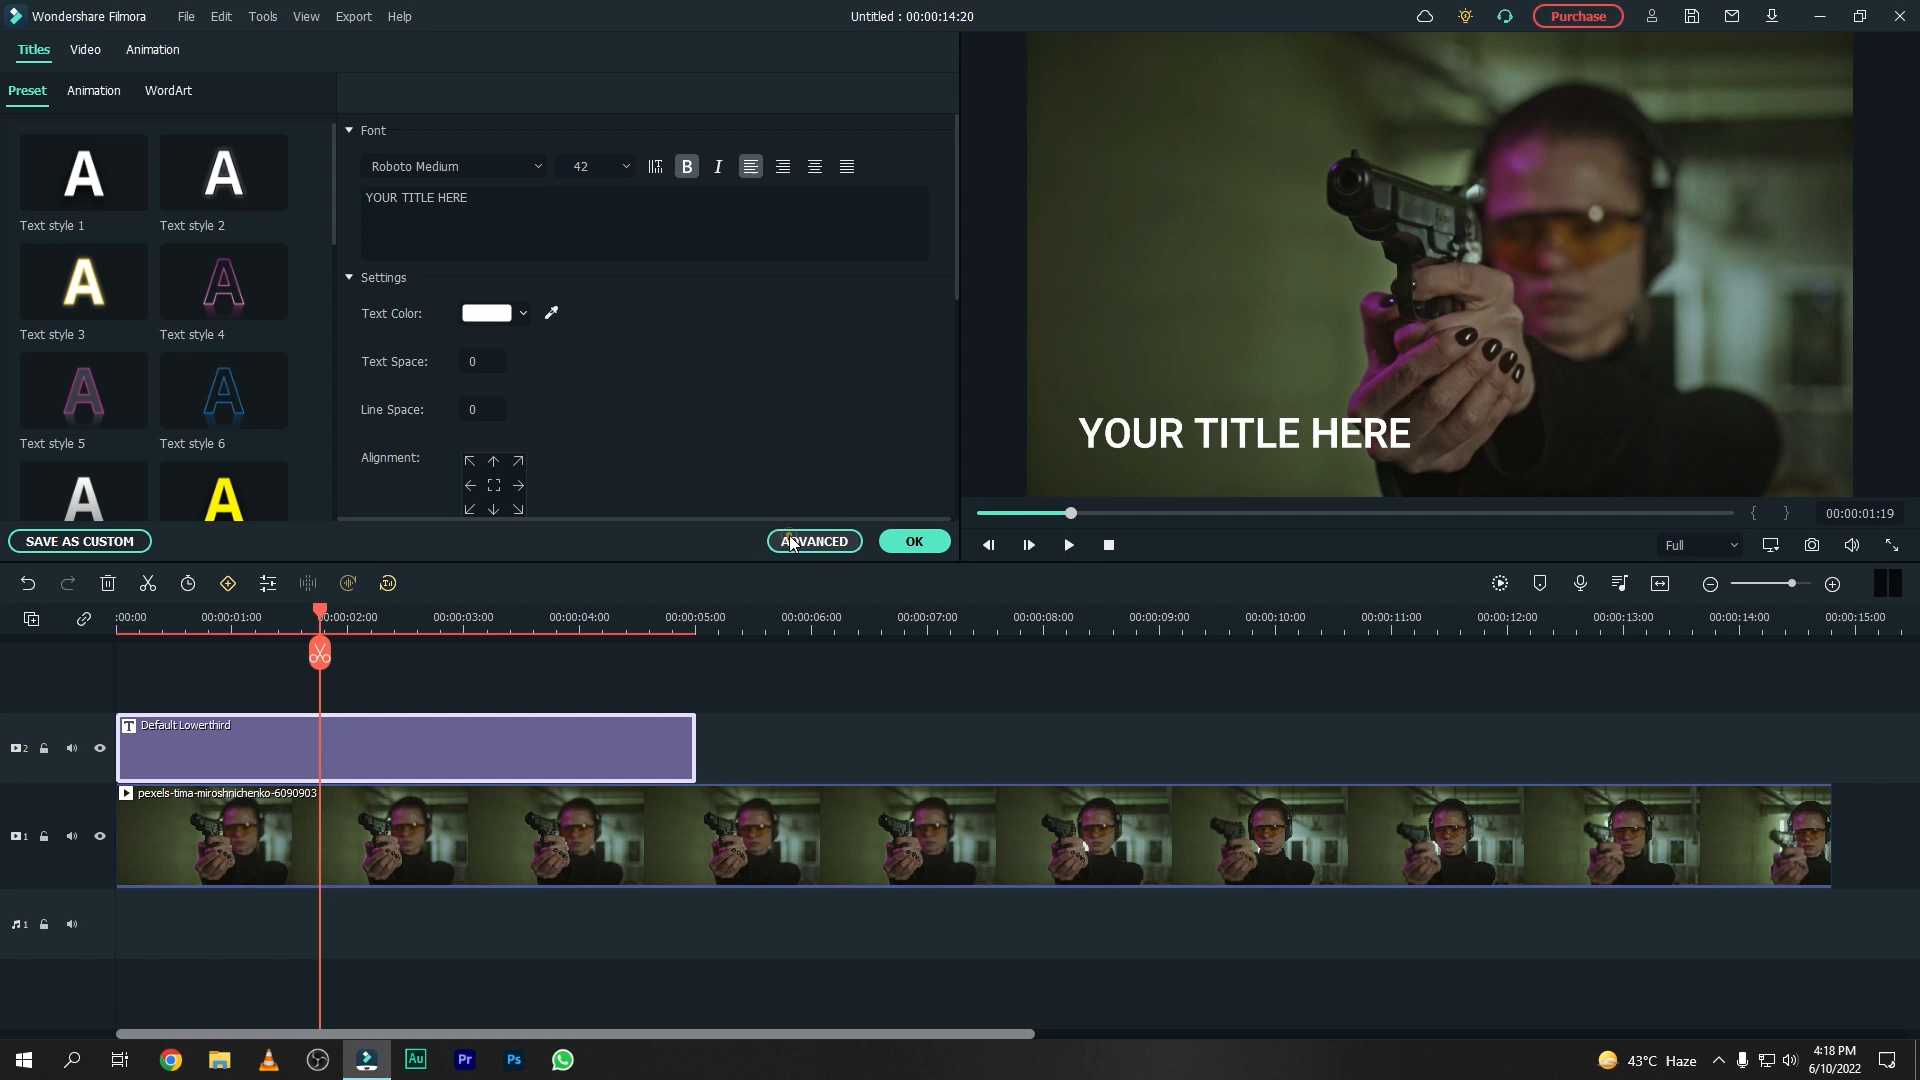 Wondershare Filmora File Edit Tools View Export Help Untitled : 00:00:14:20 Purchase
Titles Video Animation
Preset Animation WordArt
Font
Roboto Medium 42 B I
YOUR TITLE HERE
Text style 1 Text style 2
Settings
Text Color:
Text style 3 Text style 4
Text Space: 0
Line Space: 0
Text style 5 Text style 6
Alignment:
YOUR TITLE HERE
SAVE AS CUSTOM ADVANCED OK
00:00:01:19
Full
:00:00 00:00:01:00 00:00:02:00 00:00:03:00 00:00:04:00 00:00:05:00 00:00:06:00 00:00:07:00 00:00:08:00 00:00:09:00 00:00:10:00 00:00:11:00 00:00:12:00 00:00:13:00 00:00:14:00 00:00:15:00
T Default Lowerthird
2
pexels-tima-miroshnichenko-6090903
1
1
Au Pr Ps 43°C Haze 4:18 PM
6/10/2022